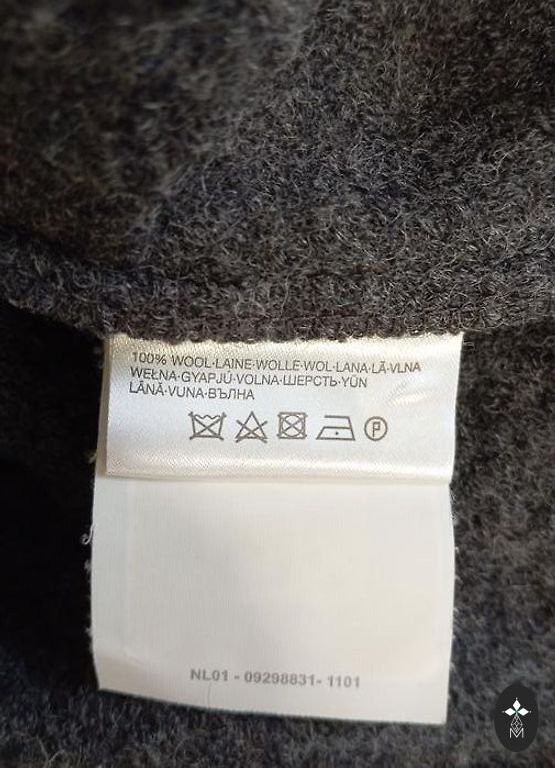 100% WOOL·LAINE·WOLLE·WOL·LANA·LÃ·VLNA
WEŁNA·GYAPJÚ·VOLNA·ШЕРСТЬ·YÜN
LÂNĂ·VUNA·ВЪЛНА
P
NL01 - 09298831- 1101
M